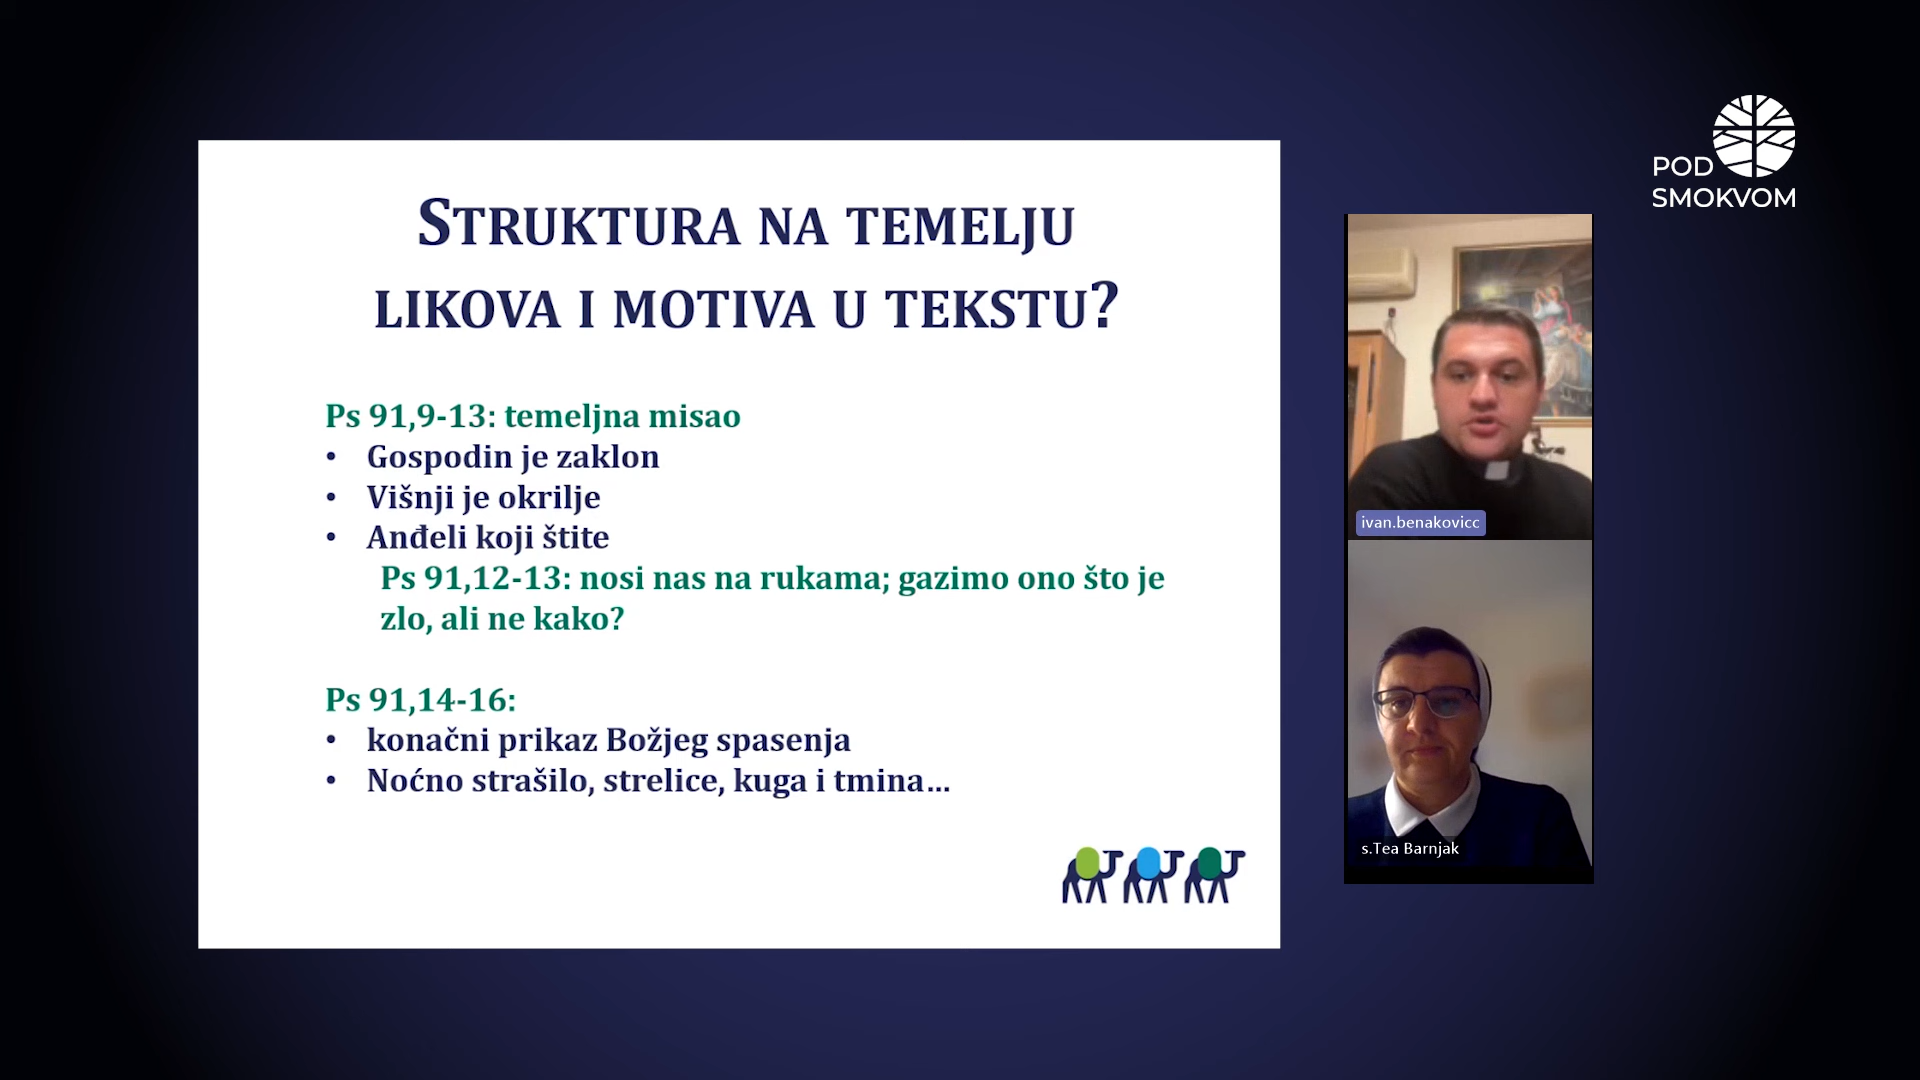 STRUKTURA NA TEMELJU
LIKOVA I MOTIVA U TEKSTU?
Ps 91,9-13: temeljna misao
• Gospodin je zaklon
• Višnji je okrilje
• Anđeli koji štite
Ps 91,12-13: nosi nas na rukama; gazimo ono što je
zlo, ali ne kako?
Ps 91,14-16:
• konačni prikaz Božjeg spasenja
• Noćno strašilo, strelice, kuga i tmina...
POD
SMOKVOM
ivan.benakovicc
s.Tea Barnjak